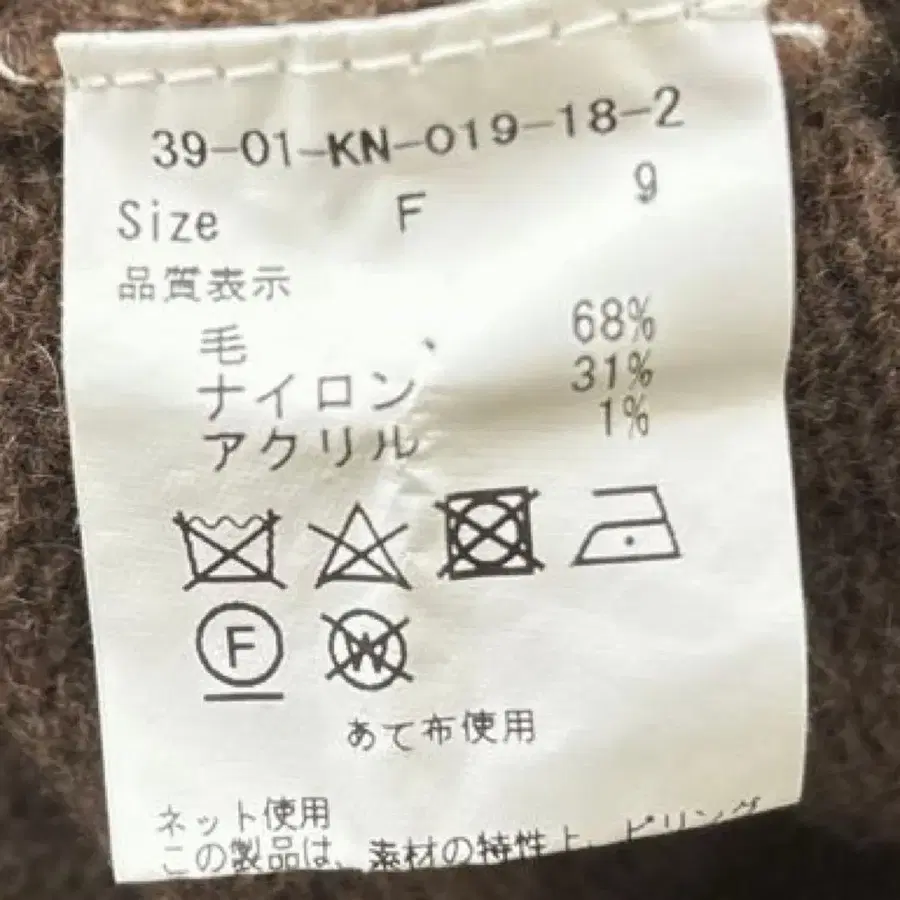 39-01-KN-019-18-2
Size F 9
品質表示
毛 68%
ナイロン、 31%
アクリル 1%
F W
あて布使用
ネット使用
この製品は、素材の特性上、ピリング